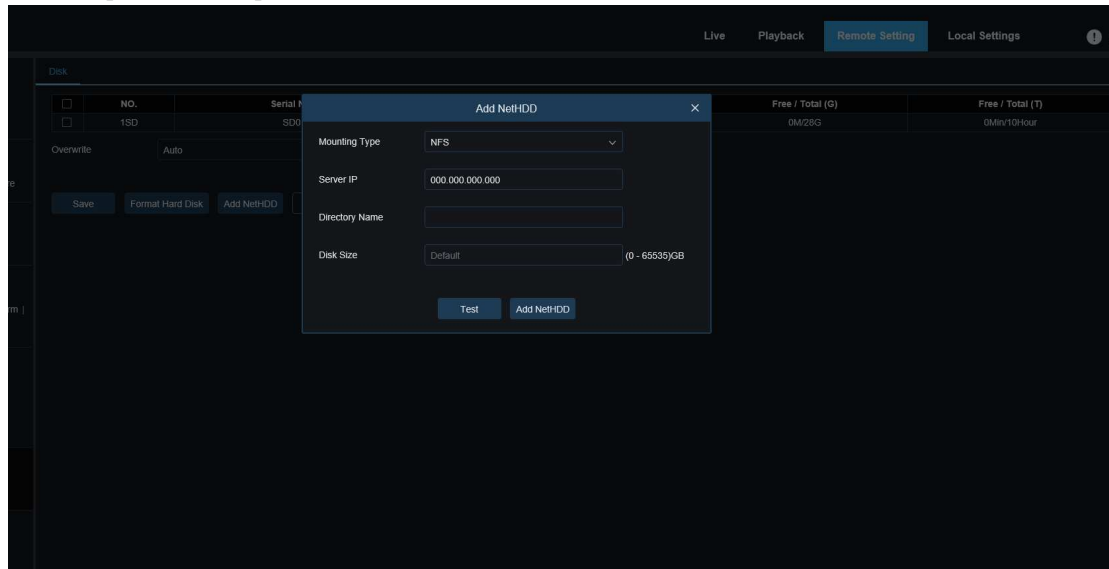 Live Playback Remote Setting Local Settings
Disk
NO. Serial Free / Total (G) Free / Total (T)
1SD SD0 0M/28G 0Min/10Hour
Overwrite Auto
Save Format Hard Disk Add NetHDD
Add NetHDD
Mounting Type NFS
Server IP 000.000.000.000
Directory Name
Disk Size Default (0 - 65535)GB
Test Add NetHDD